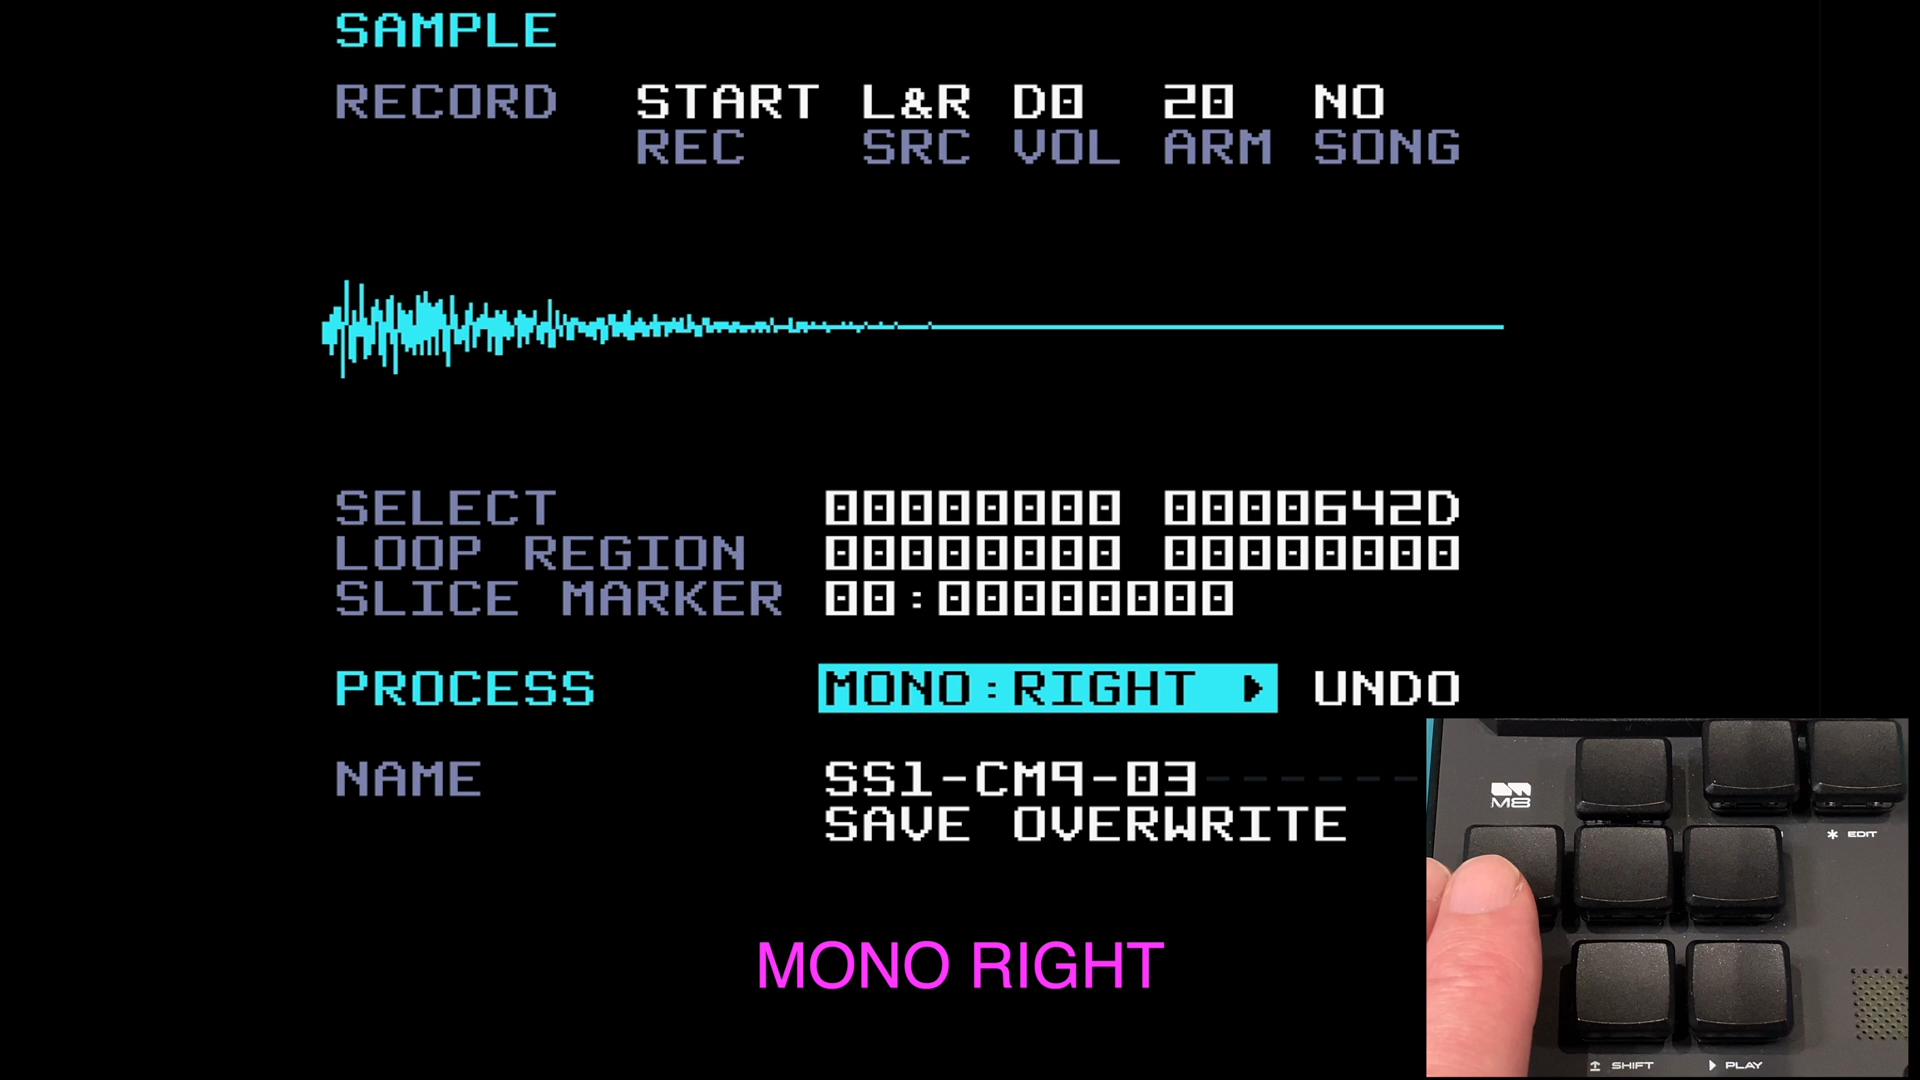 SAMPLE
RECORD START L&R D0 20 NO
REC SRC VOL ARM SONG
SELECT 00000000 0000642D
LOOP REGION 00000000 00000000
SLICE MARKER 00:00000000
PROCESS MONO:RIGHT ▶ UNDO
NAME SS1-CM9-03------
SAVE OVERWRITE
MONO RIGHT
M8
* EDIT
SHIFT ▶ PLAY